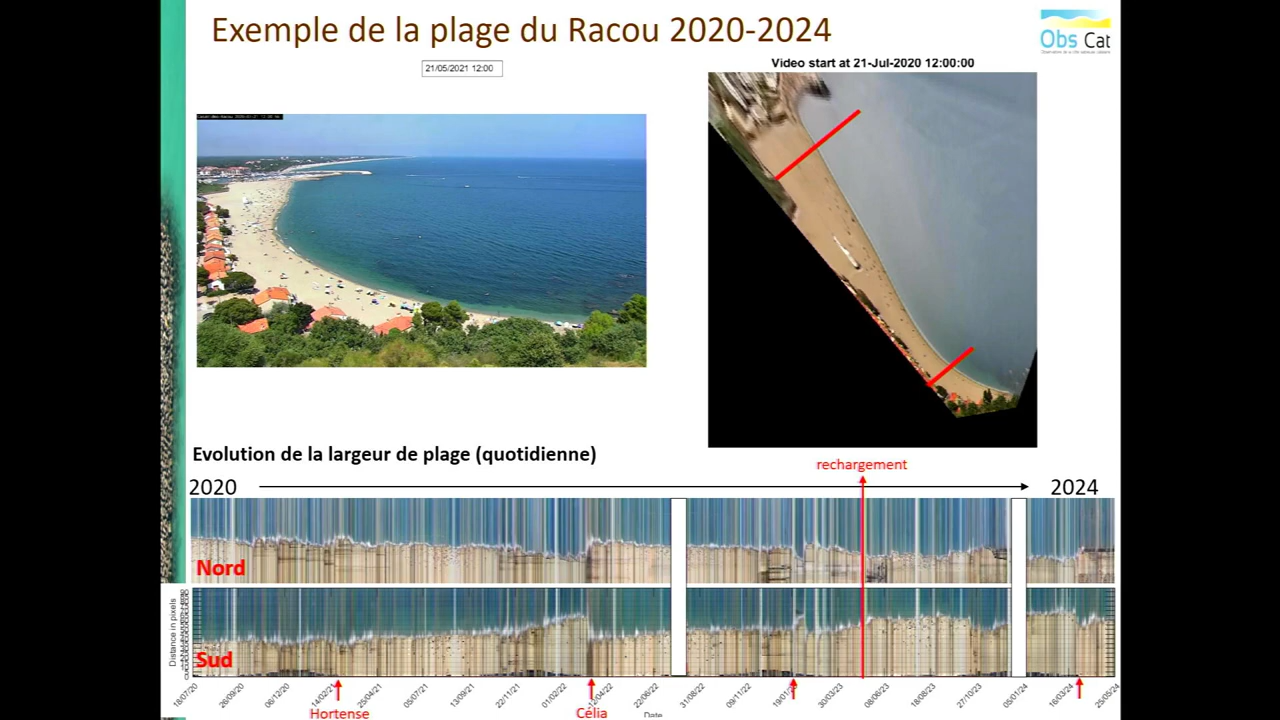 Exemple de la plage du Racou 2020-2024
Obs Cat
21/05/2021 12:00
Video start at 21-Jul-2020 12:00:00
Evolution de la largeur de plage (quotidienne)
rechargement
2020
2024
Nord
Sud
Distance in pixels
18/07/20
26/09/20
06/12/20
14/02/21
25/04/21
05/07/21
13/09/21
22/11/21
01/02/22
12/04/22
22/06/22
31/08/22
09/11/22
19/01/23
30/03/23
08/06/23
18/08/23
27/10/23
05/01/24
16/03/24
25/05/24
Hortense
Célia
Date